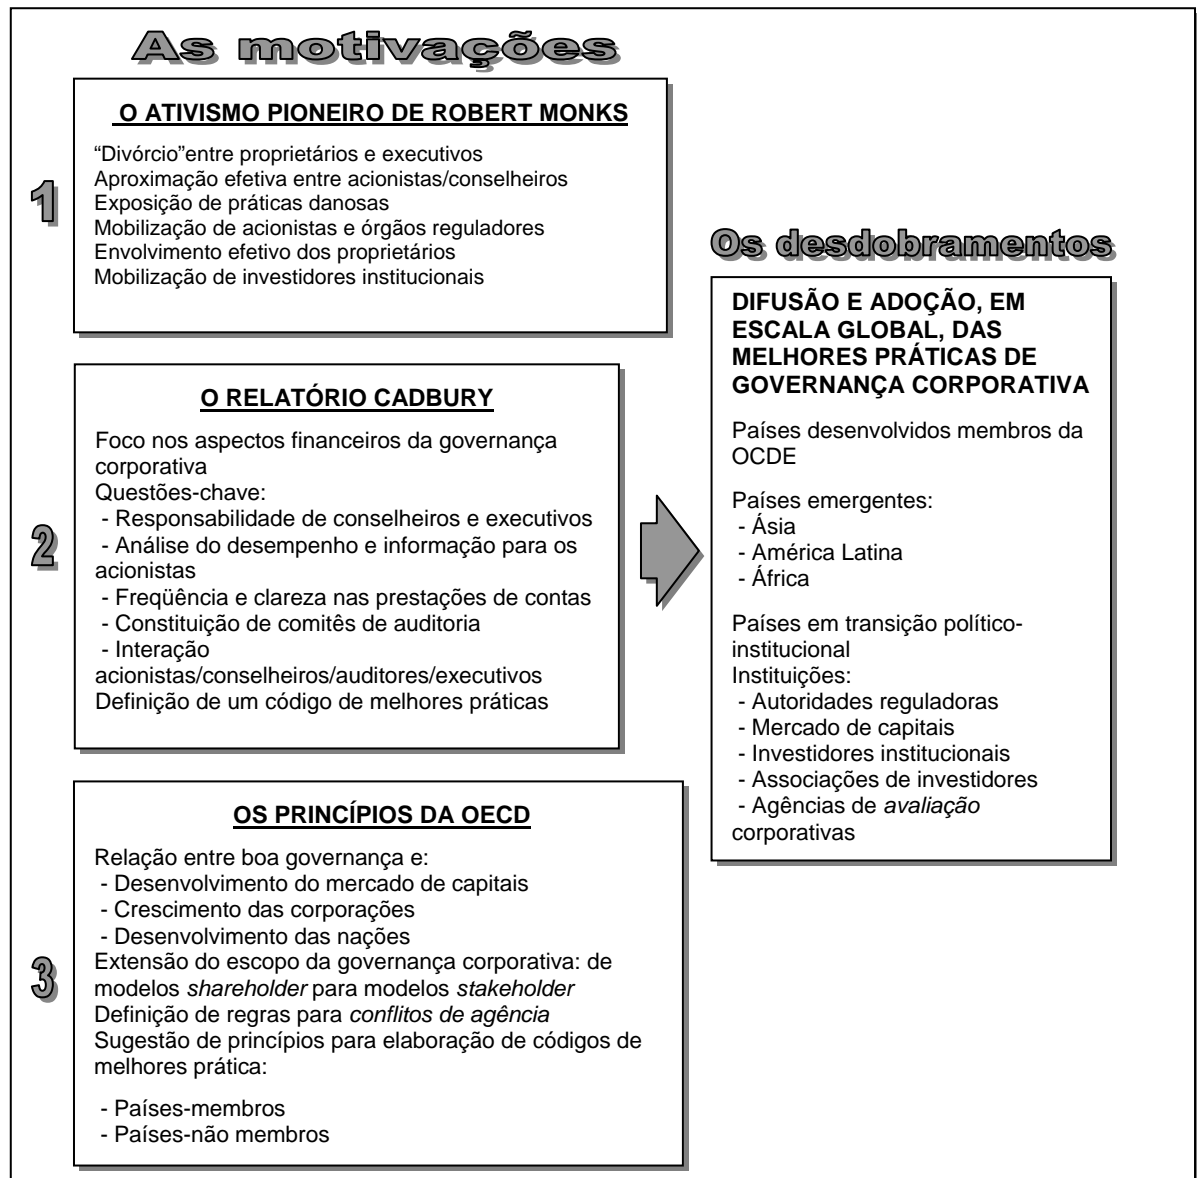 As motivações
1
O ATIVISMO PIONEIRO DE ROBERT MONKS
“Divórcio”entre proprietários e executivos
Aproximação efetiva entre acionistas/conselheiros
Exposição de práticas danosas
Mobilização de acionistas e órgãos reguladores
Envolvimento efetivo dos proprietários
Mobilização de investidores institucionais
2
O RELATÓRIO CADBURY
Foco nos aspectos financeiros da governança
corporativa
Questões-chave:
- Responsabilidade de conselheiros e executivos
- Análise do desempenho e informação para os
acionistas
- Freqüência e clareza nas prestações de contas
- Constituição de comitês de auditoria
- Interação
acionistas/conselheiros/auditores/executivos
Definição de um código de melhores práticas
3
OS PRINCÍPIOS DA OECD
Relação entre boa governança e:
- Desenvolvimento do mercado de capitais
- Crescimento das corporações
- Desenvolvimento das nações
Extensão do escopo da governança corporativa: de
modelos shareholder para modelos stakeholder
Definição de regras para conflitos de agência
Sugestão de princípios para elaboração de códigos de
melhores prática:
- Países-membros
- Países-não membros
Os desdobramentos
DIFUSÃO E ADOÇÃO, EM
ESCALA GLOBAL, DAS
MELHORES PRÁTICAS DE
GOVERNANÇA CORPORATIVA
Países desenvolvidos membros da
OCDE
Países emergentes:
- Ásia
- América Latina
- África
Países em transição político-
institucional
Instituições:
- Autoridades reguladoras
- Mercado de capitais
- Investidores institucionais
- Associações de investidores
- Agências de avaliação
corporativas